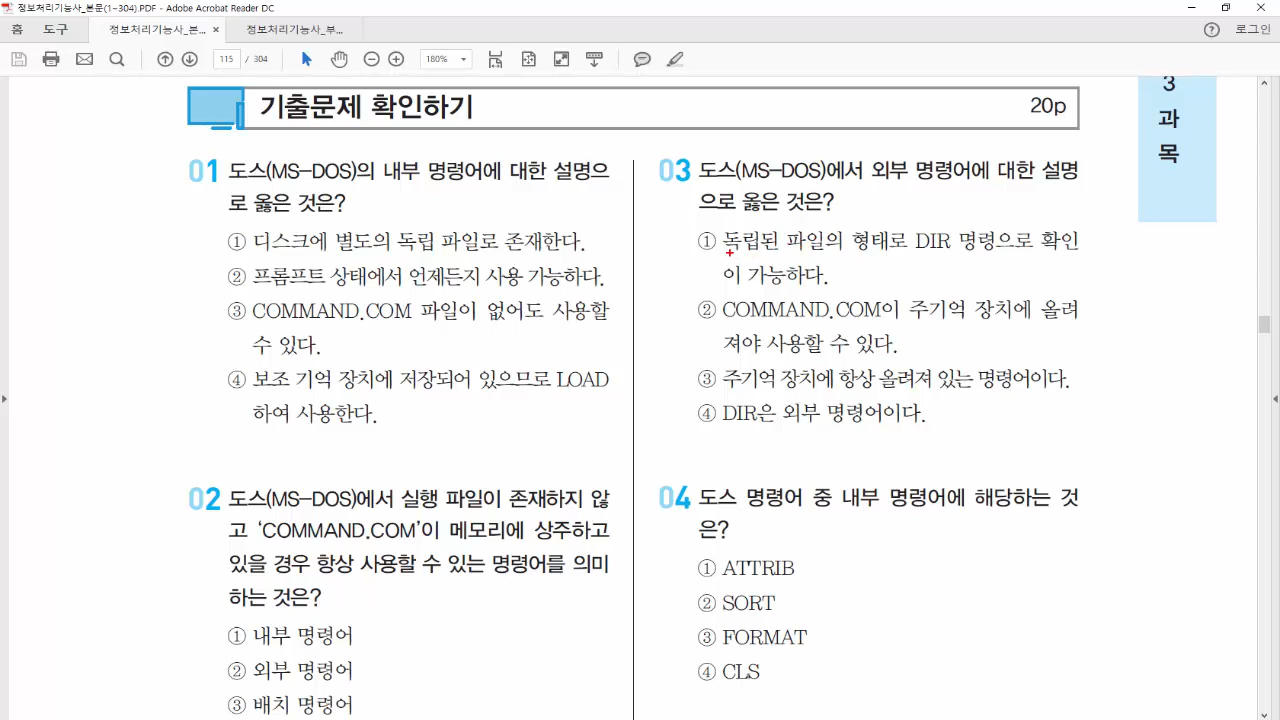 정보처리기능사_본문(1~304).PDF - Adobe Acrobat Reader DC
홈 도구 정보처리기능사_본... × 정보처리기능사_부... ? 로그인
115 / 304 180%
기출문제 확인하기 20p
3
과
목
01 도스(MS-DOS)의 내부 명령어에 대한 설명으
로 옳은 것은?
① 디스크에 별도의 독립 파일로 존재한다.
② 프롬프트 상태에서 언제든지 사용 가능하다.
③ COMMAND.COM 파일이 없어도 사용할
수 있다.
④ 보조 기억 장치에 저장되어 있으므로 LOAD
하여 사용한다.
02 도스(MS-DOS)에서 실행 파일이 존재하지 않
고 ‘COMMAND.COM’이 메모리에 상주하고
있을 경우 항상 사용할 수 있는 명령어를 의미
하는 것은?
① 내부 명령어
② 외부 명령어
③ 배치 명령어
03 도스(MS-DOS)에서 외부 명령어에 대한 설명
으로 옳은 것은?
① 독립된 파일의 형태로 DIR 명령으로 확인
이 가능하다.
② COMMAND.COM이 주기억 장치에 올려
져야 사용할 수 있다.
③ 주기억 장치에 항상 올려져 있는 명령어이다.
④ DIR은 외부 명령어이다.
04 도스 명령어 중 내부 명령어에 해당하는 것
은?
① ATTRIB
② SORT
③ FORMAT
④ CLS